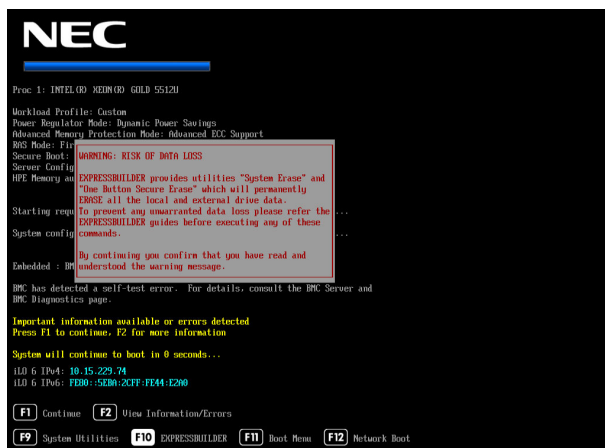 NEC
Proc 1: INTEL(R) XEON(R) GOLD 5512U
Workload Profile: Custom
Power Regulator Mode: Dynamic Power Savings
Advanced Memory Protection Mode: Advanced ECC Support
RAS Mode: Fir
Secure Boot:
Server Config
HPE Memory au
WARNING: RISK OF DATA LOSS
EXPRESSBUILDER provides utilities "System Erase" and
"One Button Secure Erase" which will permanently
ERASE all the local and external drive data.
To prevent any unwarranted data loss please refer the
EXPRESSBUILDER guides before executing any of these
commands.
By continuing you confirm that you have read and
understood the warning message.
Starting requ ...
System config ...
Embedded : BM
BMC has detected a self-test error. For details, consult the BMC Server and
BMC Diagnostics page.
Important information available or errors detected
Press F1 to continue, F2 for more information
System will continue to boot in 0 seconds...
iLO 6 IPv4: 10.15.229.74
iLO 6 IPv6: FE80::5EBA:2CFF:FE44:E2A0
F1 Continue F2 View Information/Errors
F9 System Utilities F10 EXPRESSBUILDER F11 Boot Menu F12 Network Boot